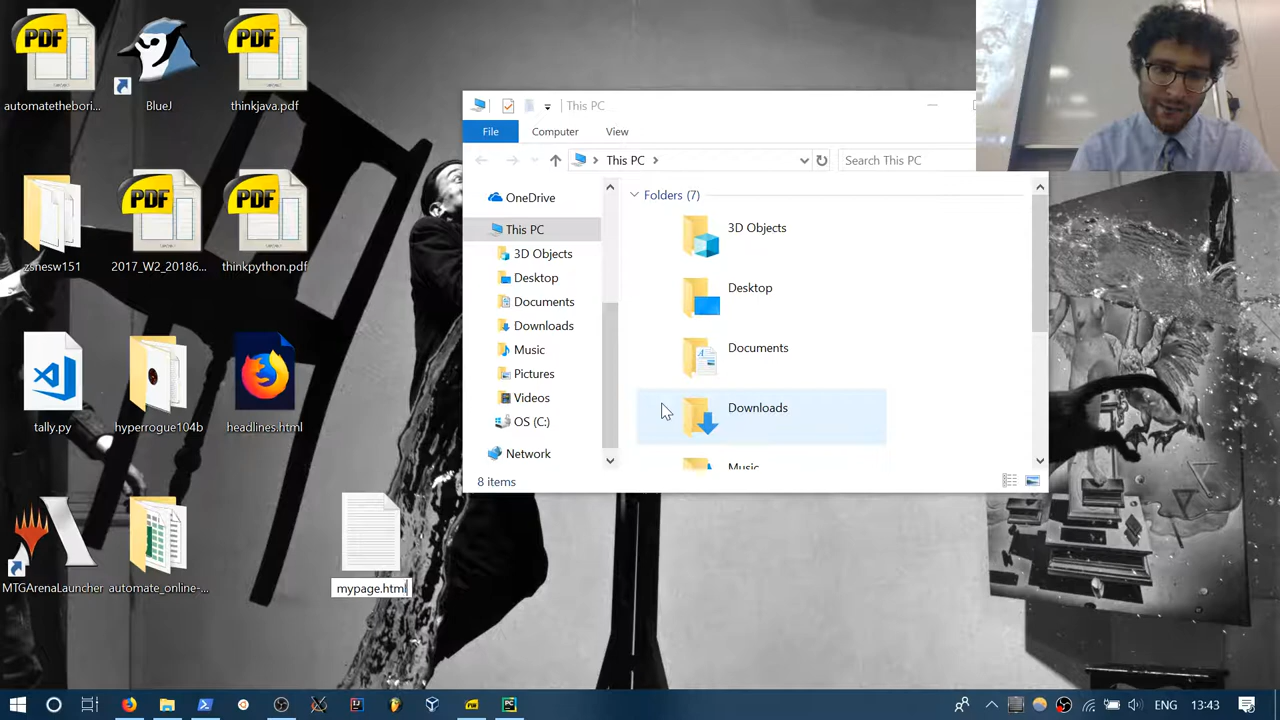 PDF
automatethebori...
BlueJ
PDF
thinkjava.pdf
zsnesw151
PDF
2017_W2_20186...
PDF
thinkpython.pdf
tally.py
hyperrogue104b
headlines.html
MTGArenaLauncher
automate_online-...
mypage.html
This PC
File
Computer
View
This PC
Search This PC
OneDrive
This PC
3D Objects
Desktop
Documents
Downloads
Music
Pictures
Videos
OS (C:)
Network
Folders (7)
3D Objects
Desktop
Documents
Downloads
Music
8 items
PC
ENG
13:43